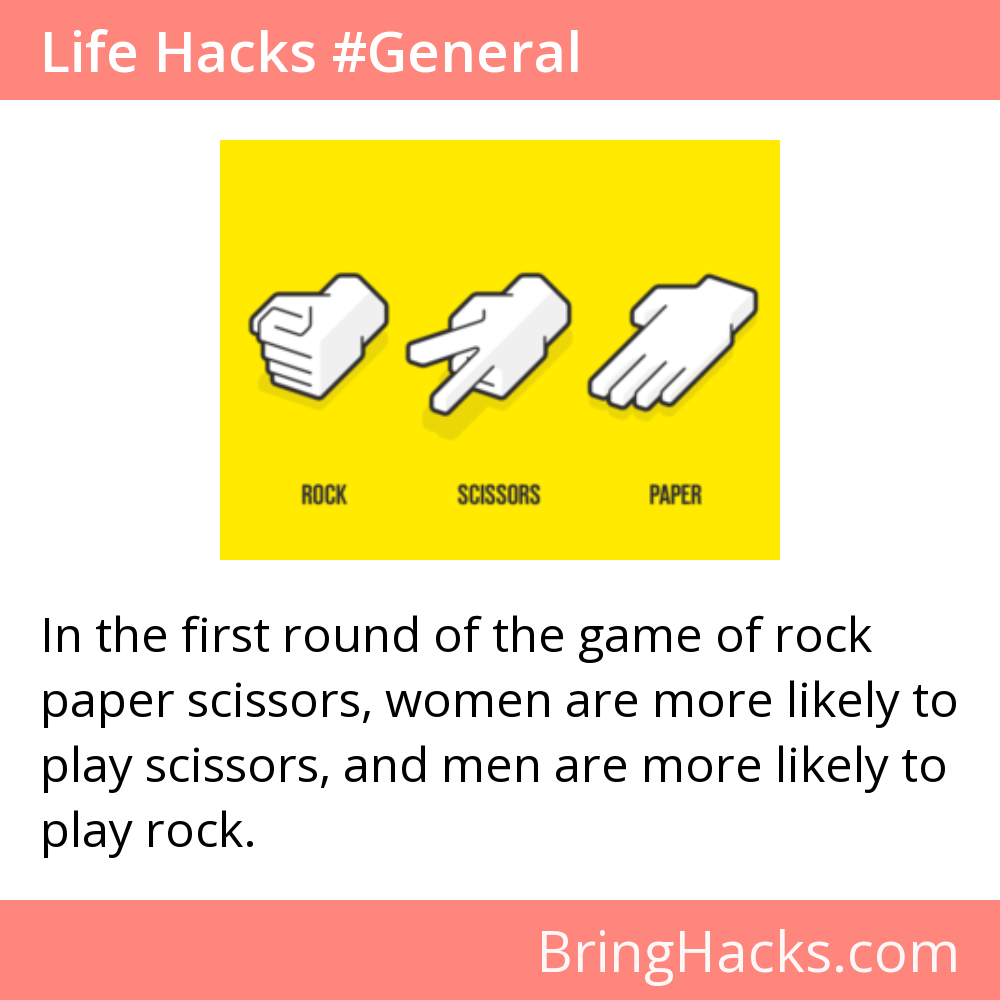 Life Hacks #General
ROCK
SCISSORS
PAPER
In the first round of the game of rock
paper scissors, women are more likely to
play scissors, and men are more likely to
play rock.
BringHacks.com